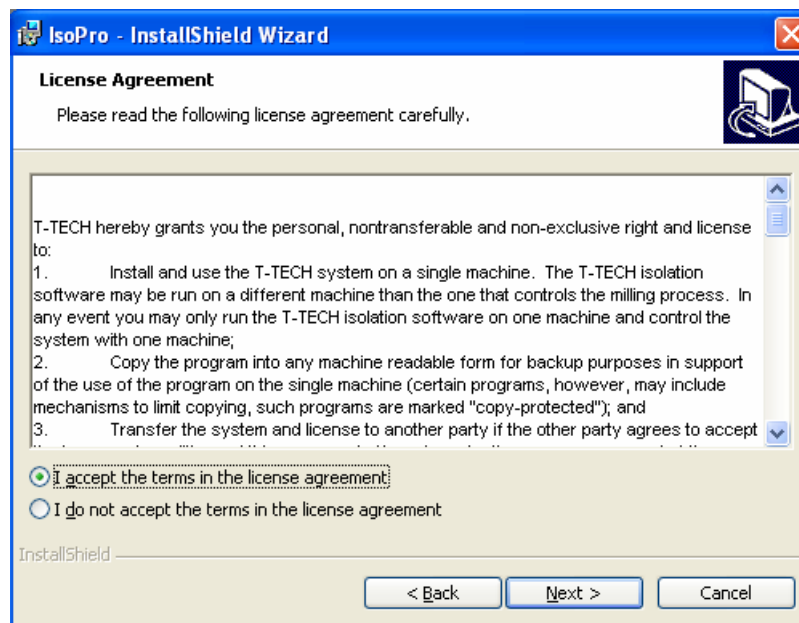 IsoPro - InstallShield Wizard
License Agreement
Please read the following license agreement carefully.
T-TECH hereby grants you the personal, nontransferable and non-exclusive right and license
to:
1. Install and use the T-TECH system on a single machine. The T-TECH isolation
software may be run on a different machine than the one that controls the milling process. In
any event you may only run the T-TECH isolation software on one machine and control the
system with one machine;
2. Copy the program into any machine readable form for backup purposes in support
of the use of the program on the single machine (certain programs, however, may include
mechanisms to limit copying, such programs are marked "copy-protected"); and
3. Transfer the system and license to another party if the other party agrees to accept
I accept the terms in the license agreement
I do not accept the terms in the license agreement
InstallShield
< Back
Next >
Cancel